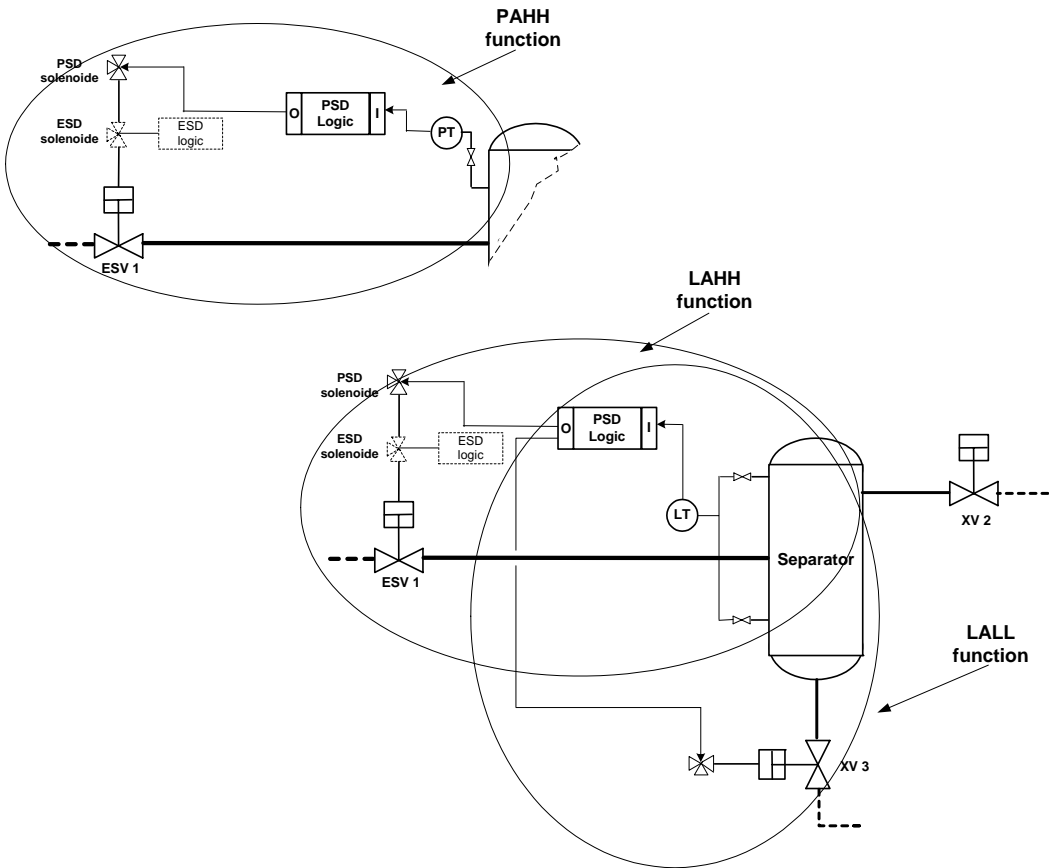 PAHH
function
PSD
solenoide
O
PSD
Logic
I
PT
ESD
solenoide
ESD
logic
ESV 1
LAHH
function
PSD
solenoide
O
PSD
Logic
I
ESD
solenoide
ESD
logic
LT
XV 2
ESV 1
Separator
LALL
function
XV 3